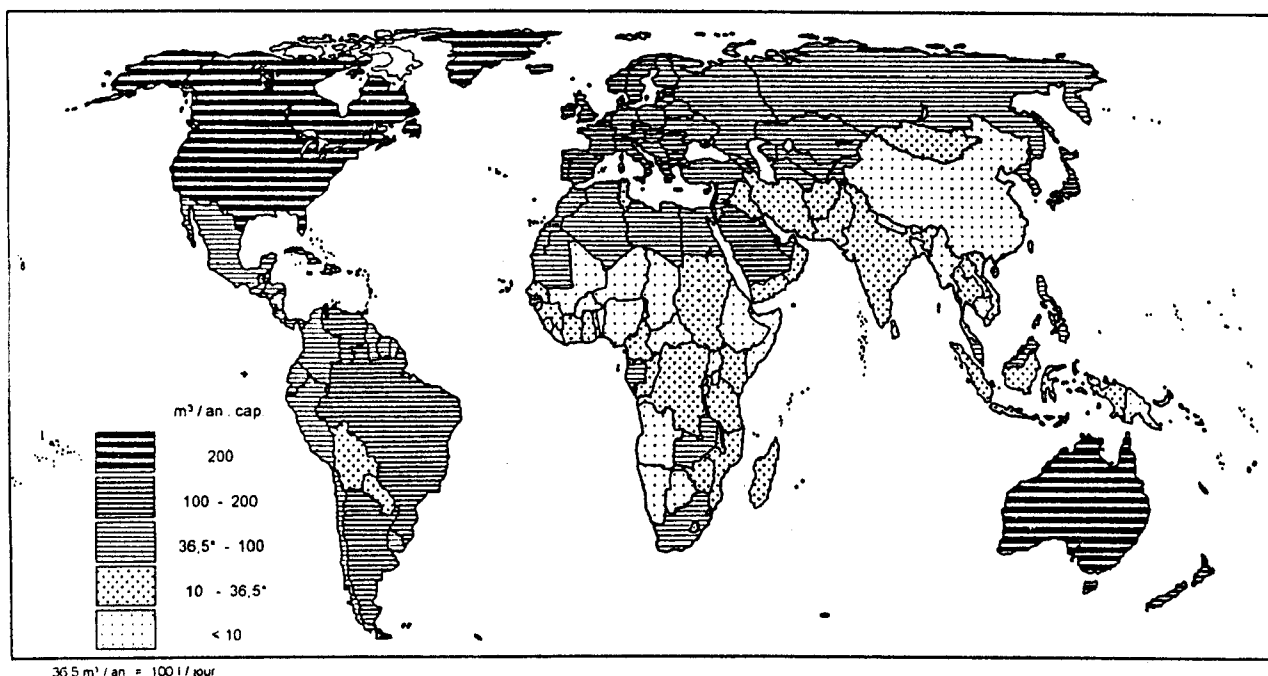 m³ / an . cap
200
100 - 200
36,5* - 100
10 - 36,5*
< 10
36,5 m³ / an = 100 l / jour